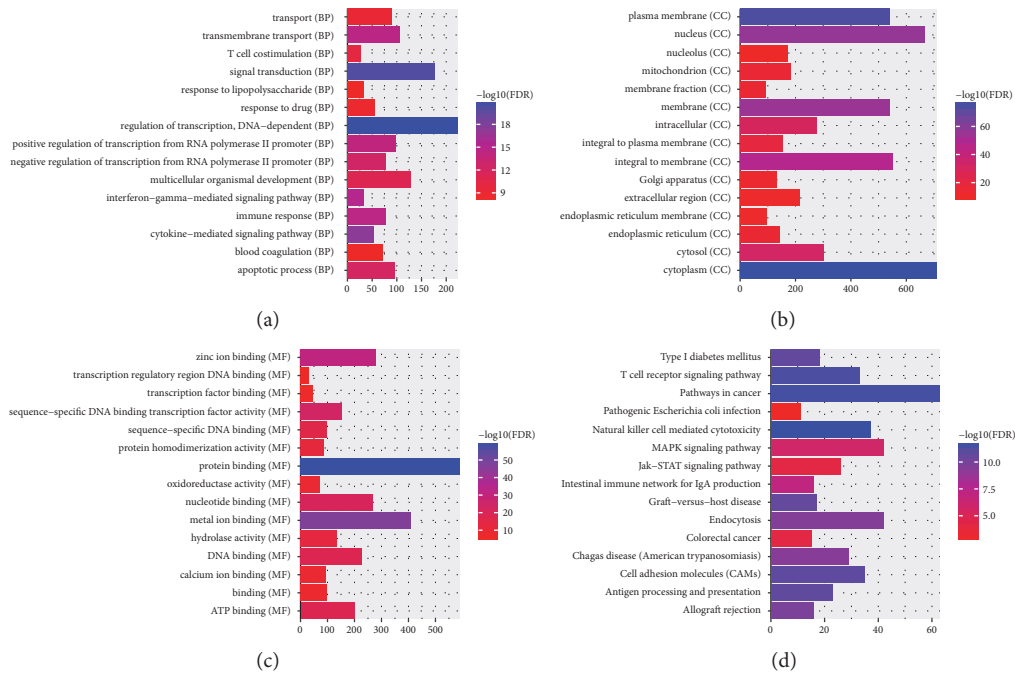 transport (BP)
transmembrane transport (BP)
T cell costimulation (BP)
signal transduction (BP)
response to lipopolysaccharide (BP)
response to drug (BP)
regulation of transcription, DNA−dependent (BP)
positive regulation of transcription from RNA polymerase II promoter (BP)
negative regulation of transcription from RNA polymerase II promoter (BP)
multicellular organismal development (BP)
interferon−gamma−mediated signaling pathway (BP)
immune response (BP)
cytokine−mediated signaling pathway (BP)
blood coagulation (BP)
apoptotic process (BP)
0 50 100 150 200
−log10(FDR)
18
15
12
9
(a)
plasma membrane (CC)
nucleus (CC)
nucleolus (CC)
mitochondrion (CC)
membrane fraction (CC)
membrane (CC)
intracellular (CC)
integral to plasma membrane (CC)
integral to membrane (CC)
Golgi apparatus (CC)
extracellular region (CC)
endoplasmic reticulum membrane (CC)
endoplasmic reticulum (CC)
cytosol (CC)
cytoplasm (CC)
0 200 400 600
−log10(FDR)
60
40
20
(b)
zinc ion binding (MF)
transcription regulatory region DNA binding (MF)
transcription factor binding (MF)
sequence−specific DNA binding transcription factor activity (MF)
sequence−specific DNA binding (MF)
protein homodimerization activity (MF)
protein binding (MF)
oxidoreductase activity (MF)
nucleotide binding (MF)
metal ion binding (MF)
hydrolase activity (MF)
DNA binding (MF)
calcium ion binding (MF)
binding (MF)
ATP binding (MF)
0 100 200 300 400 500
−log10(FDR)
50
40
30
20
10
(c)
Type I diabetes mellitus
T cell receptor signaling pathway
Pathways in cancer
Pathogenic Escherichia coli infection
Natural killer cell mediated cytotoxicity
MAPK signaling pathway
Jak−STAT signaling pathway
Intestinal immune network for IgA production
Graft−versus−host disease
Endocytosis
Colorectal cancer
Chagas disease (American trypanosomiasis)
Cell adhesion molecules (CAMs)
Antigen processing and presentation
Allograft rejection
0 20 40 60
−log10(FDR)
10.0
7.5
5.0
(d)